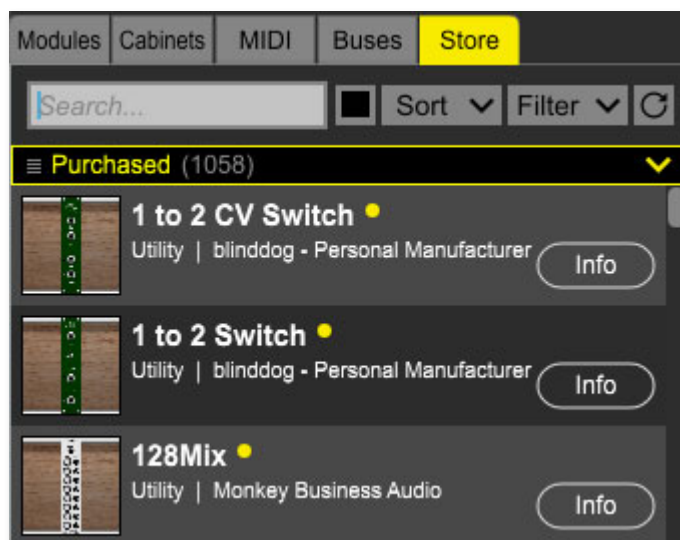 Modules Cabinets MIDI Buses Store
Search... Sort Filter
Purchased (1058)
1 to 2 CV Switch
Utility | blinddog - Personal Manufacturer
Info
1 to 2 Switch
Utility | blinddog - Personal Manufacturer
Info
128Mix
Utility | Monkey Business Audio
Info